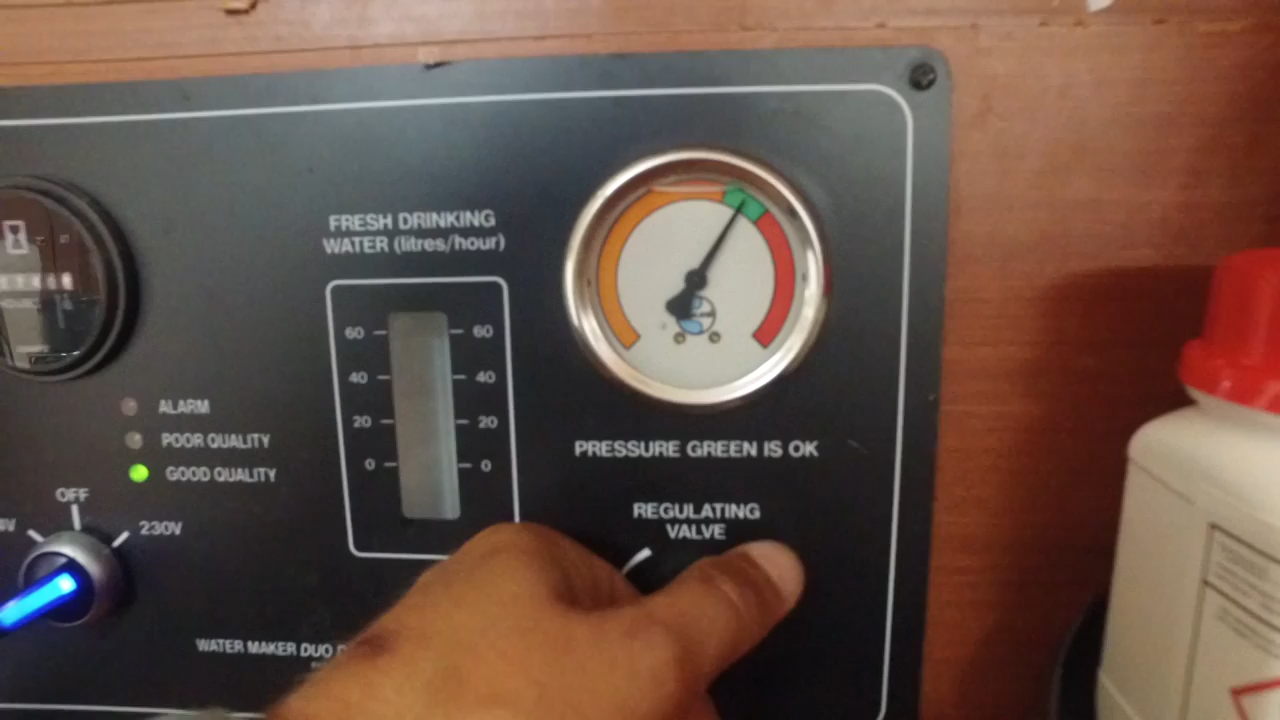 FRESH DRINKING
WATER (litres/hour)
60 60
40 40
20 20
0 0
ALARM
POOR QUALITY
GOOD QUALITY
OFF
230V
PRESSURE GREEN IS OK
REGULATING
VALVE
WATER MAKER DUO